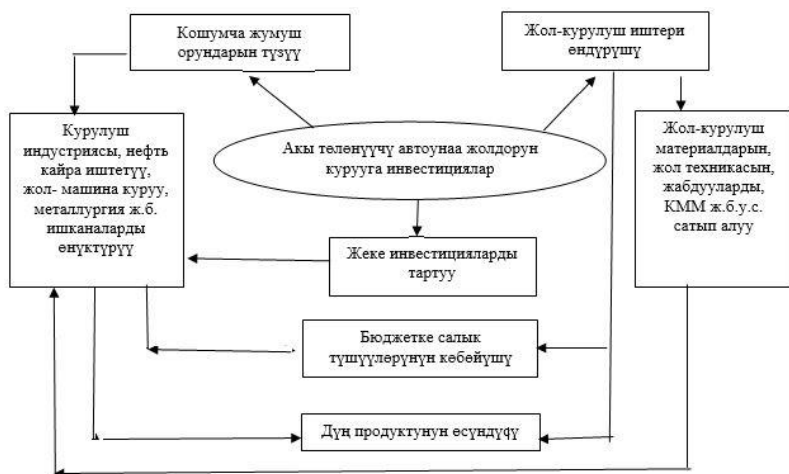 Кошумча жумуш
орундарын түзүү
Жол-курулуш иштери
өндүрүшү
Курулуш
индустриясы, нефть
кайра иштетүү,
жол- машина куруу,
металлургия ж.б.
ишканаларды
өнүктүрүү
Акы төлөнүүчү автоунаа жолдорун
курууга инвестициялар
Жол-курулуш
материалдарын,
жол техникасын,
жабдууларды,
КММ ж.б.у.с.
сатып алуу
Жеке инвестицияларды
тартуу
Бюджетке салык
түшүүлөрүнүн көбөйүшү
Дүң продуктунун өсүндүсү